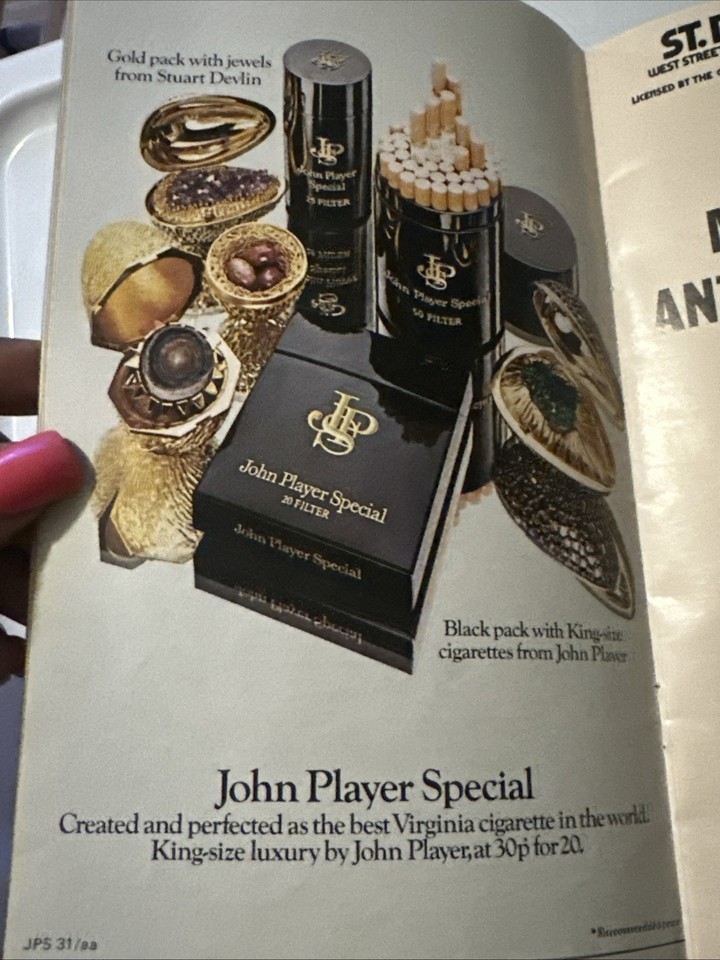 Gold pack with jewels
from Stuart Devlin
JPS
John Player
Special
25 FILTER
JPS
John Player Special
50 FILTER
JPS
JPS
John Player Special
20 FILTER
John Player Special
Black pack with King-size
cigarettes from John Player
John Player Special
Created and perfected as the best Virginia cigarette in the world.
King-size luxury by John Player, at 30p* for 20.
JPS 31/aa
ST.
WEST STREET
LICENSED BY THE
AN